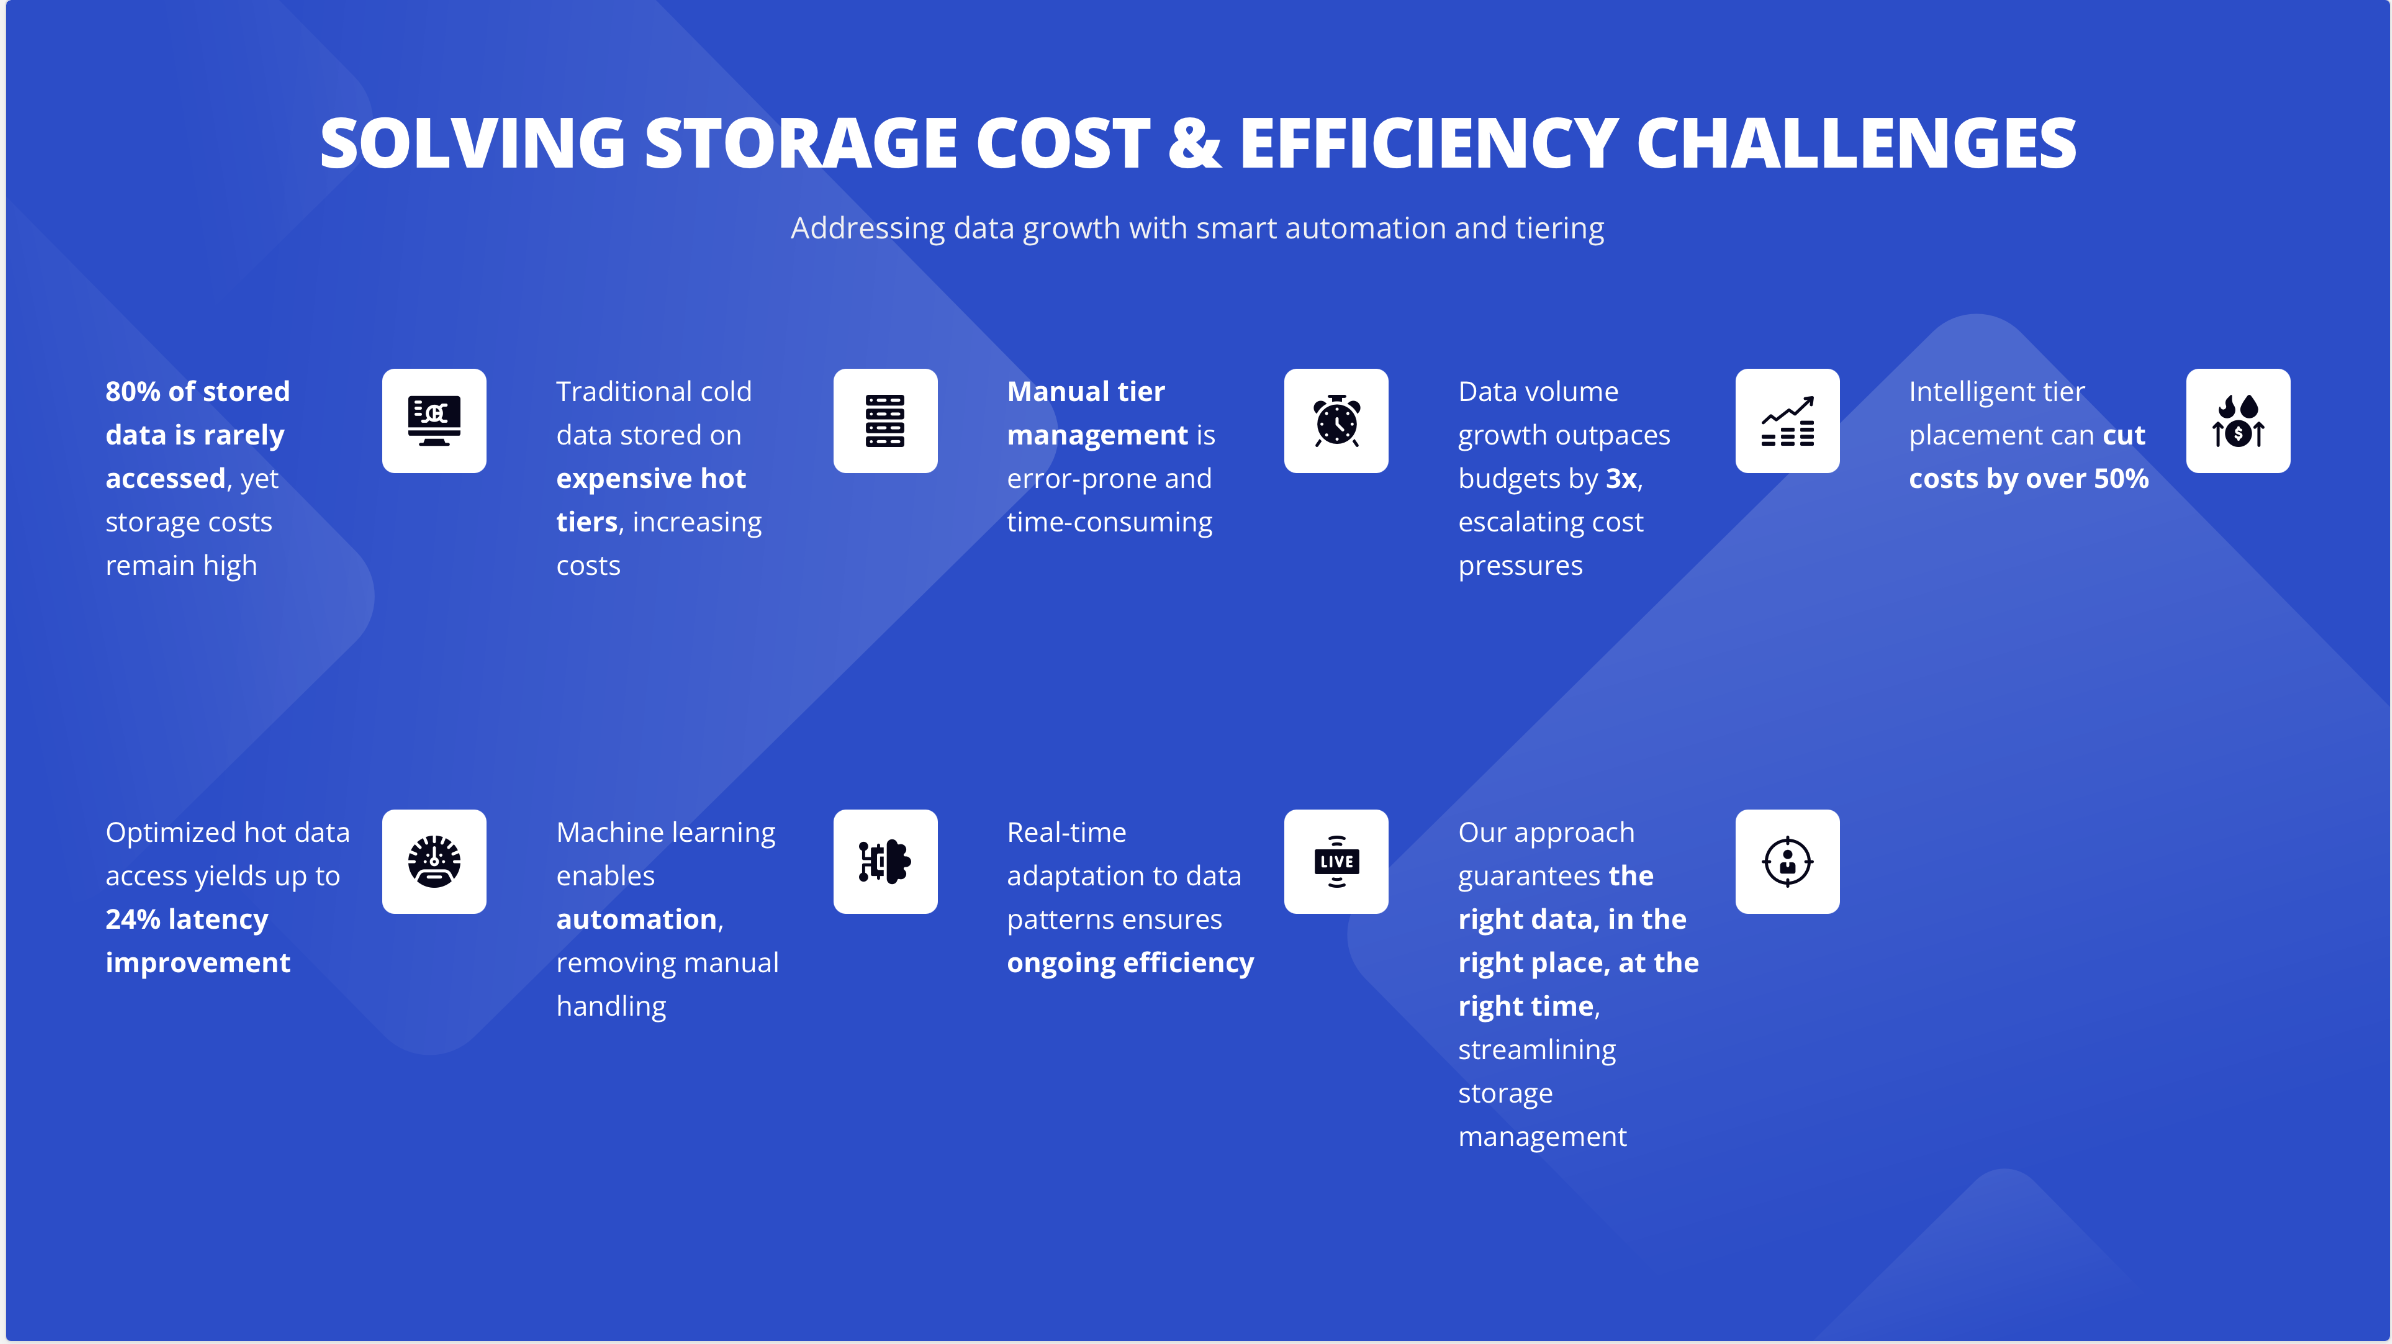 SOLVING STORAGE COST & EFFICIENCY CHALLENGES
Addressing data growth with smart automation and tiering
80% of stored
data is rarely
accessed, yet
storage costs
remain high
Traditional cold
data stored on
expensive hot
tiers, increasing
costs
Manual tier
management is
error-prone and
time-consuming
Data volume
growth outpaces
budgets by 3x,
escalating cost
pressures
Intelligent tier
placement can cut
costs by over 50%
$
Optimized hot data
access yields up to
24% latency
improvement
Machine learning
enables
automation,
removing manual
handling
Real-time
adaptation to data
patterns ensures
ongoing efficiency
LIVE
Our approach
guarantees the
right data, in the
right place, at the
right time,
streamlining
storage
management